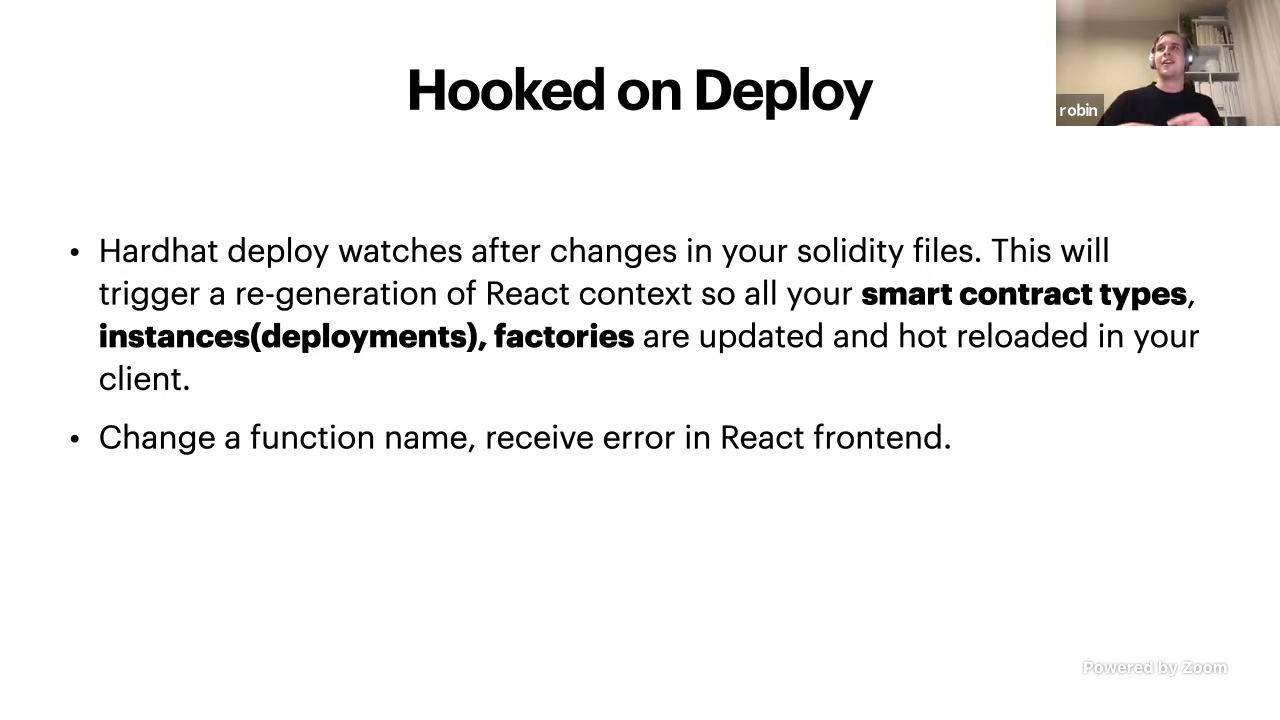 Hooked on Deploy
robin
• Hardhat deploy watches after changes in your solidity files. This will
trigger a re-generation of React context so all your smart contract types,
instances(deployments), factories are updated and hot reloaded in your
client.
• Change a function name, receive error in React frontend.
Powered by Zoom